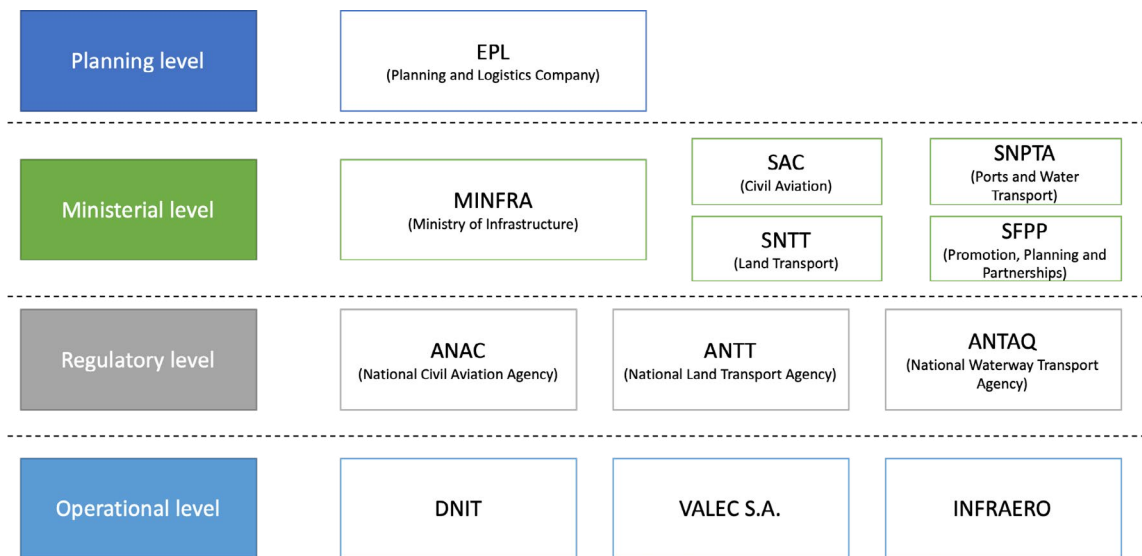 Planning level
EPL
(Planning and Logistics Company)
Ministerial level
MINFRA
(Ministry of Infrastructure)
SAC
(Civil Aviation)
SNPTA
(Ports and Water
Transport)
SNTT
(Land Transport)
SFPP
(Promotion, Planning and
Partnerships)
Regulatory level
ANAC
(National Civil Aviation Agency)
ANTT
(National Land Transport Agency)
ANTAQ
(National Waterway Transport
Agency)
Operational level
DNIT
VALEC S.A.
INFRAERO